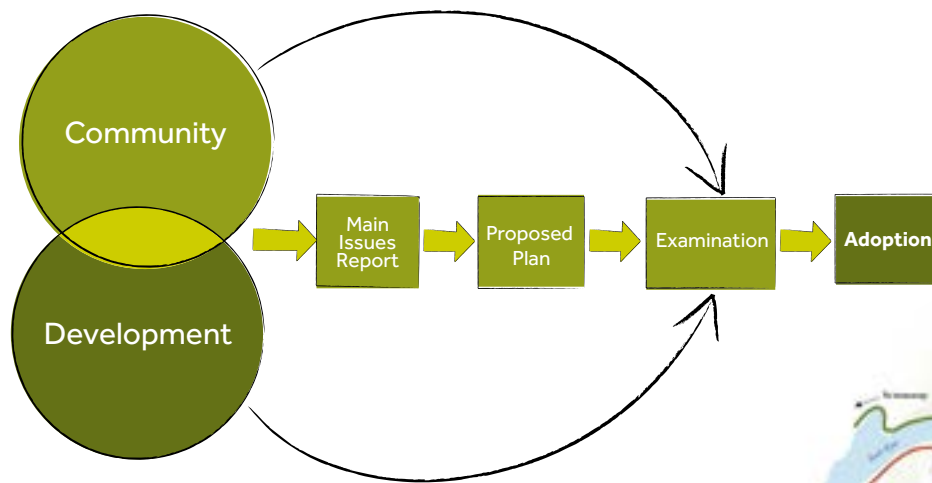 Community
Development
Main
Issues
Report
Proposed
Plan
Examination
Adoption